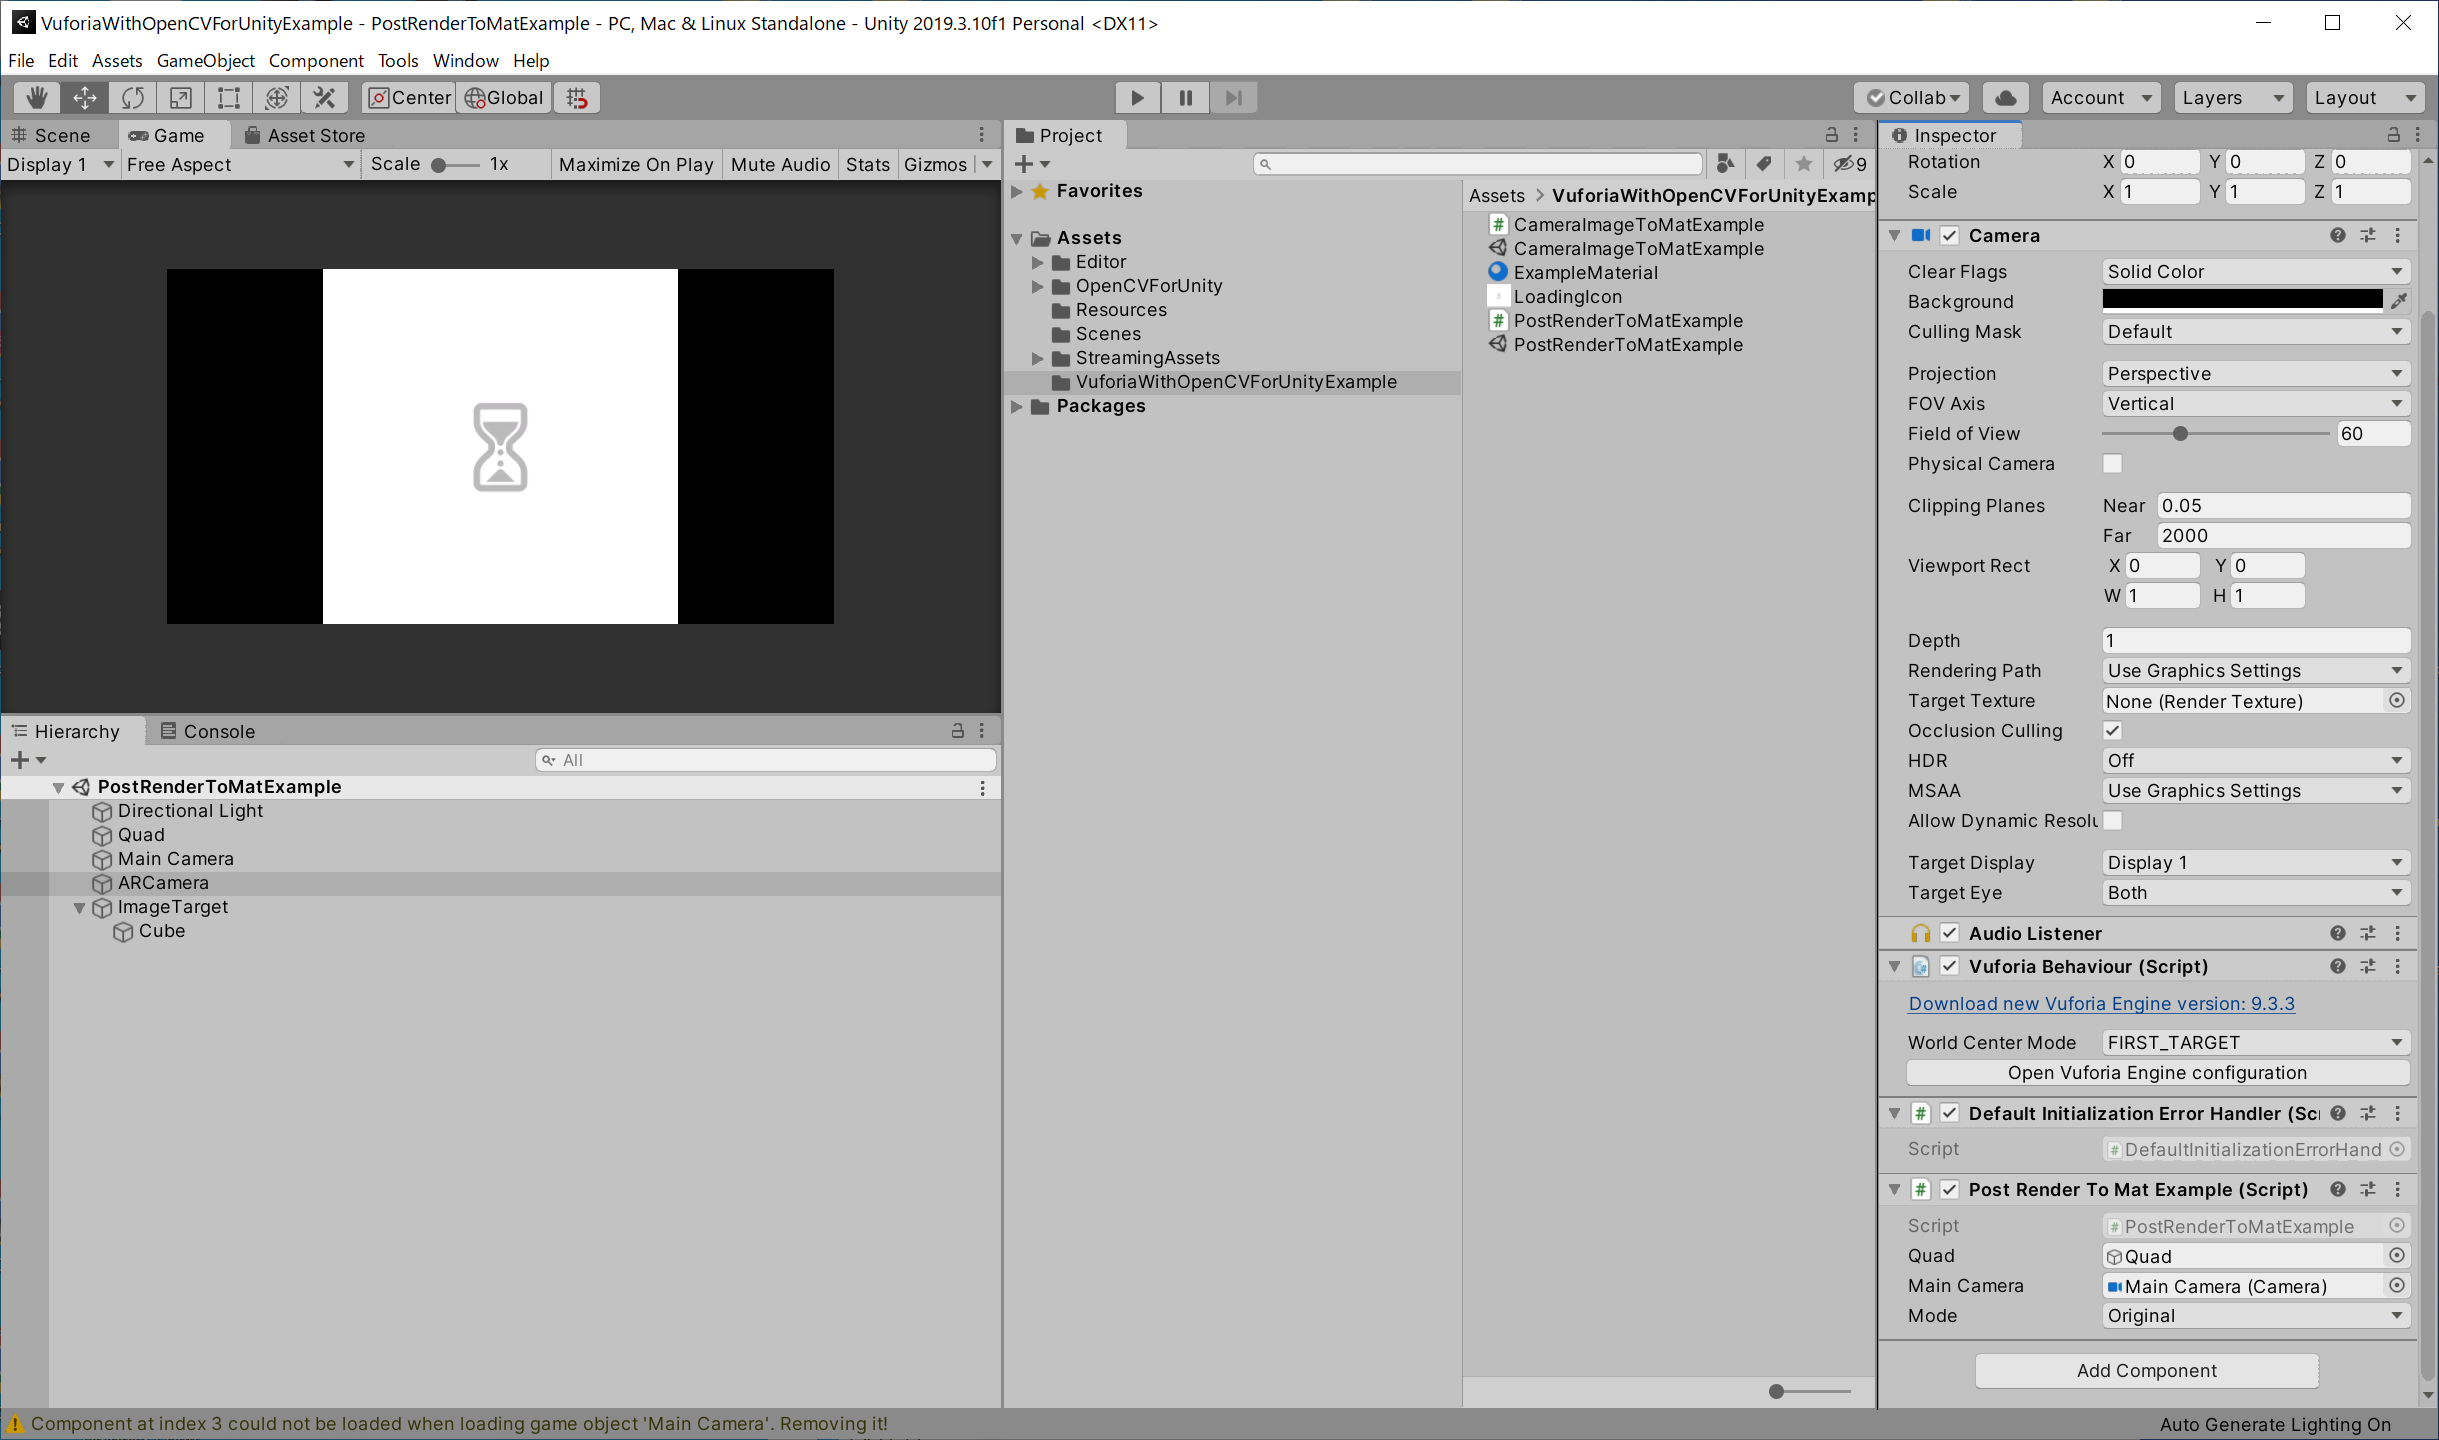 VuforiaWithOpenCVForUnityExample - PostRenderToMatExample - PC, Mac & Linux Standalone - Unity 2019.3.10f1 Personal <DX11>
File Edit Assets GameObject Component Tools Window Help
Center Global Collab Account Layers Layout
Scene Game Asset Store
Display 1 Free Aspect Scale 1x Maximize On Play Mute Audio Stats Gizmos
Hierarchy Console
All
PostRenderToMatExample
Directional Light
Quad
Main Camera
ARCamera
ImageTarget
Cube
Project
9
Favorites
Assets
Editor
OpenCVForUnity
Resources
Scenes
StreamingAssets
VuforiaWithOpenCVForUnityExample
Packages
Assets > VuforiaWithOpenCVForUnityExamp
CameraImageToMatExample
CameraImageToMatExample
ExampleMaterial
LoadingIcon
PostRenderToMatExample
PostRenderToMatExample
Inspector
Rotation X 0 Y 0 Z 0
Scale X 1 Y 1 Z 1
Camera
Clear Flags Solid Color
Background
Culling Mask Default
Projection Perspective
FOV Axis Vertical
Field of View 60
Physical Camera
Clipping Planes Near 0.05
Far 2000
Viewport Rect X 0 Y 0
W 1 H 1
Depth 1
Rendering Path Use Graphics Settings
Target Texture None (Render Texture)
Occlusion Culling
HDR Off
MSAA Use Graphics Settings
Allow Dynamic Resolu
Target Display Display 1
Target Eye Both
Audio Listener
Vuforia Behaviour (Script)
Download new Vuforia Engine version: 9.3.3
World Center Mode FIRST_TARGET
Open Vuforia Engine configuration
Default Initialization Error Handler (Scr
Script # DefaultInitializationErrorHand
# Post Render To Mat Example (Script)
Script # PostRenderToMatExample
Quad Quad
Main Camera Main Camera (Camera)
Mode Original
Add Component
Component at index 3 could not be loaded when loading game object 'Main Camera'. Removing it!
Auto Generate Lighting On